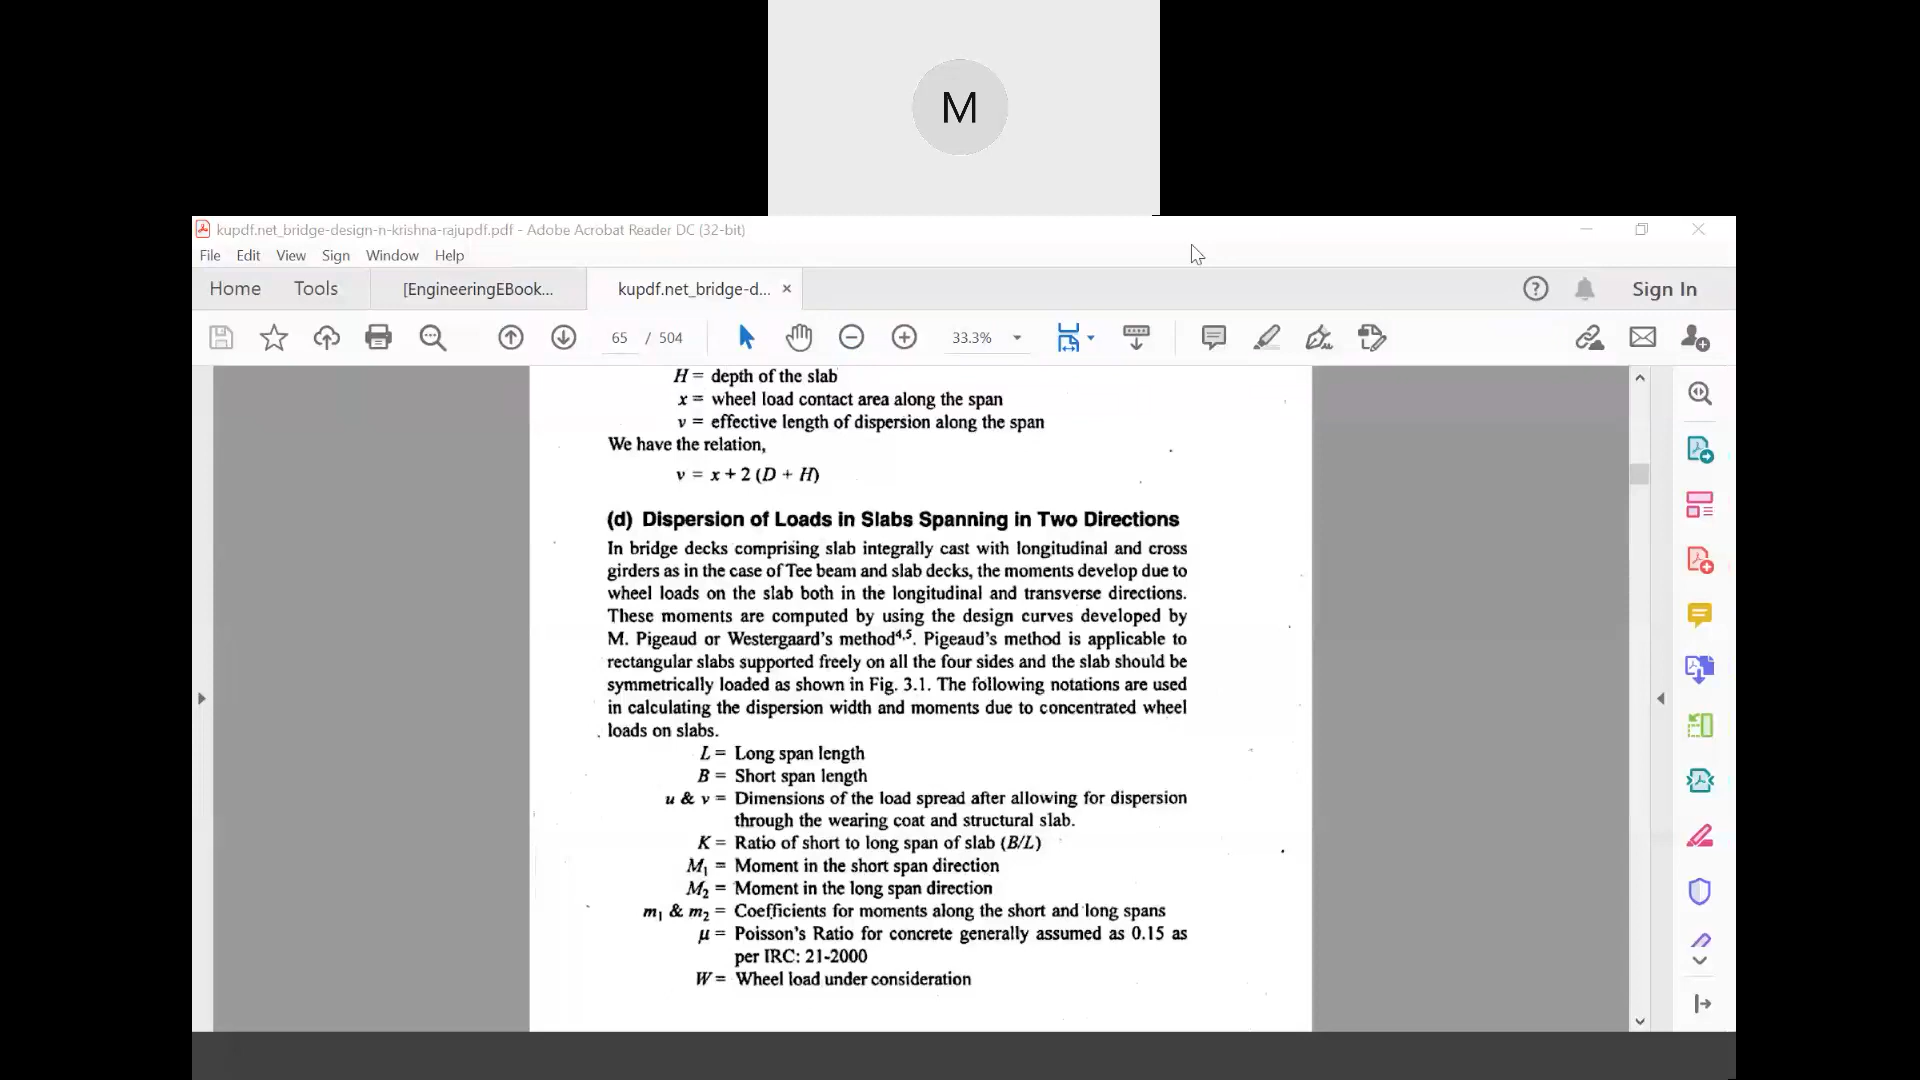 M
kupdf.net_bridge-design-n-krishna-rajupdf.pdf - Adobe Acrobat Reader DC (32-bit)
File Edit View Sign Window Help
Home Tools [EngineeringEBook... kupdf.net_bridge-d... × Sign In
65 / 504 33.3%
H = depth of the slab
x = wheel load contact area along the span
v = effective length of dispersion along the span
We have the relation,
v = x + 2 (D + H)
(d) Dispersion of Loads in Slabs Spanning in Two Directions
In bridge decks comprising slab integrally cast with longitudinal and cross
girders as in the case of Tee beam and slab decks, the moments develop due to
wheel loads on the slab both in the longitudinal and transverse directions.
These moments are computed by using the design curves developed by
M. Pigeaud or Westergaard's method⁴,⁵. Pigeaud's method is applicable to
rectangular slabs supported freely on all the four sides and the slab should be
symmetrically loaded as shown in Fig. 3.1. The following notations are used
in calculating the dispersion width and moments due to concentrated wheel
loads on slabs.
L = Long span length
B = Short span length
u & v = Dimensions of the load spread after allowing for dispersion
through the wearing coat and structural slab.
K = Ratio of short to long span of slab (B/L)
M₁ = Moment in the short span direction
M₂ = Moment in the long span direction
m₁ & m₂ = Coefficients for moments along the short and long spans
μ = Poisson's Ratio for concrete generally assumed as 0.15 as
per IRC: 21-2000
W = Wheel load under consideration